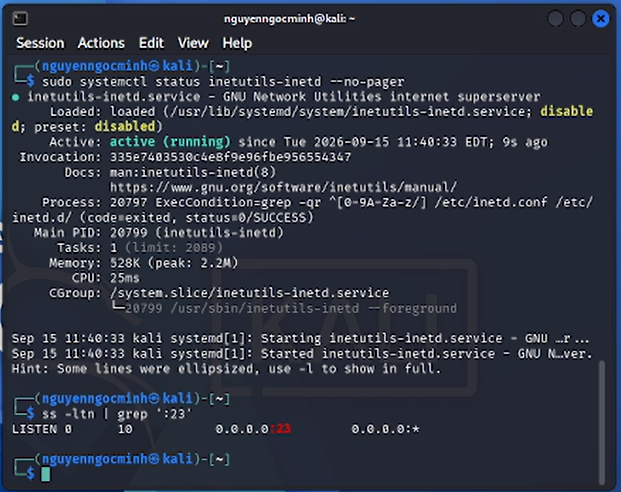 nguyenngocminh@kali: ~
Session Actions Edit View Help
┌──(nguyenngocminh㉿kali)-[~]
└─$ sudo systemctl status inetutils-inetd --no-pager
● inetutils-inetd.service - GNU Network Utilities internet superserver
Loaded: loaded (/usr/lib/systemd/system/inetutils-inetd.service; disable
d; preset: disabled)
Active: active (running) since Tue 2026-09-15 11:40:33 EDT; 9s ago
Invocation: 335e7403530c4e8f9e96fbe956554347
Docs: man:inetutils-inetd(8)
https://www.gnu.org/software/inetutils/manual/
Process: 20797 ExecCondition=grep -qr ^[0-9A-Za-z/] /etc/inetd.conf /etc/
inetd.d/ (code=exited, status=0/SUCCESS)
Main PID: 20799 (inetutils-inetd)
Tasks: 1 (limit: 2089)
Memory: 528K (peak: 2.2M)
CPU: 25ms
CGroup: /system.slice/inetutils-inetd.service
└─20799 /usr/sbin/inetutils-inetd --foreground
Sep 15 11:40:33 kali systemd[1]: Starting inetutils-inetd.service - GNU …r ...
Sep 15 11:40:33 kali systemd[1]: Started inetutils-inetd.service - GNU N…ver.
Hint: Some lines were ellipsized, use -l to show in full.
┌──(nguyenngocminh㉿kali)-[~]
└─$ ss -ltn | grep ':23'
LISTEN 0 10 0.0.0.0:23 0.0.0.0:*
┌──(nguyenngocminh㉿kali)-[~]
└─$